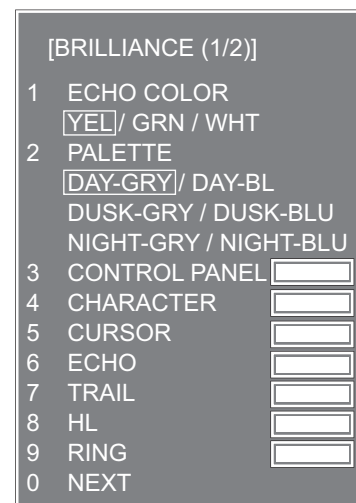 [BRILLIANCE (1/2)]
1 ECHO COLOR
YEL / GRN / WHT
2 PALETTE
DAY-GRY / DAY-BL
DUSK-GRY / DUSK-BLU
NIGHT-GRY / NIGHT-BLU
3 CONTROL PANEL
4 CHARACTER
5 CURSOR
6 ECHO
7 TRAIL
8 HL
9 RING
0 NEXT